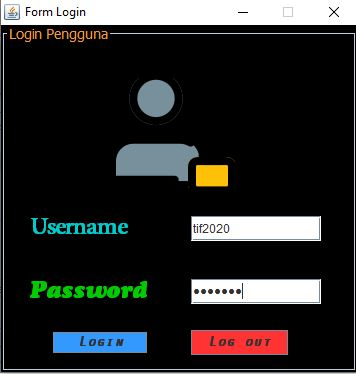 Form Login
Login Pengguna
Username tif2020
Password •••••••
Login Log out